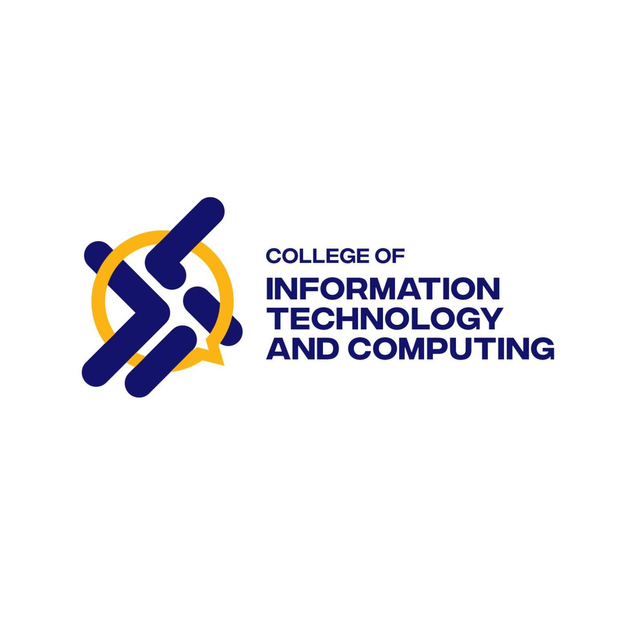 COLLEGE OF
INFORMATION
TECHNOLOGY
AND COMPUTING